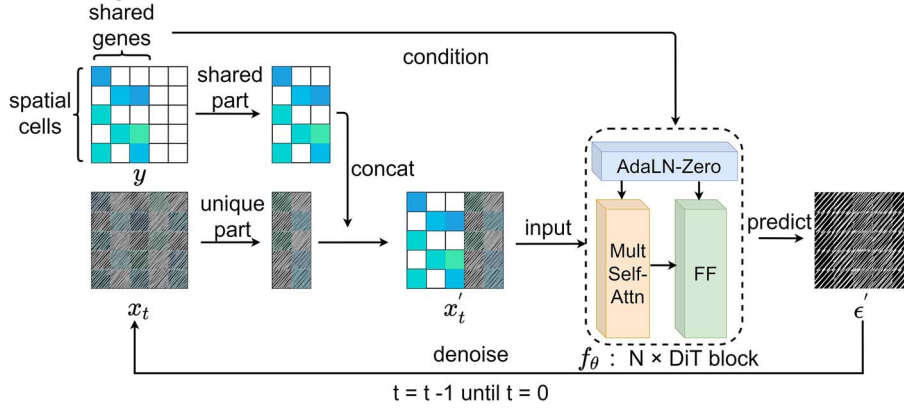 shared
genes
condition
spatial
cells
shared
part
y
concat
AdaLN-Zero
unique
part
input
Mult
Self-
Attn
FF
predict
x_t
x_t'
ϵ'
denoise
f_θ : N × DiT block
t = t -1 until t = 0